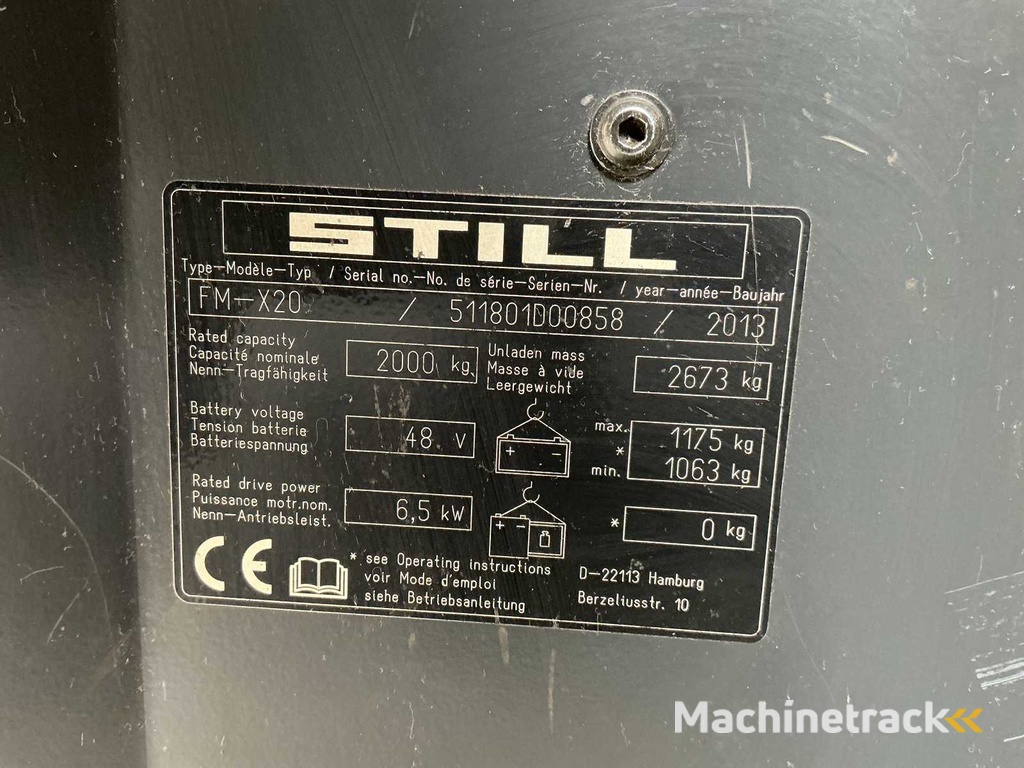 STILL
Type-Modèle-Typ / Serial no.-No. de série-Serien-Nr. / year-année-Baujahr
FM-X20 / 511801D00858 / 2013
Rated capacity
Capacité nominale
Nenn-Tragfähigkeit
2000 kg
Unladen mass
Masse à vide
Leergewicht
2673 kg
Battery voltage
Tension batterie
Batteriespannung
48 V
+ -
max.
*
min.
1175 kg
1063 kg
Rated drive power
Puissance motr.nom.
Nenn-Antriebsleist.
6,5 kW
+ -
* 0 kg
CE
* see Operating instructions
voir Mode d'emploi
siehe Betriebsanleitung
D-22113 Hamburg
Berzeliusstr. 10
Machinetrack